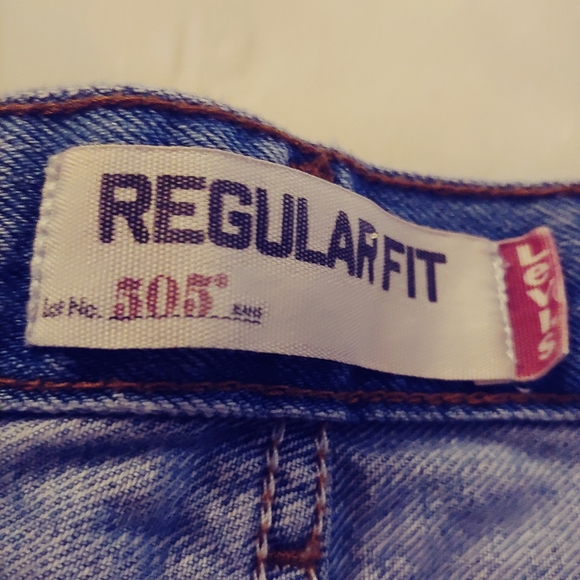 REGULAR FIT
Lot No. 505® JEANS
Levi's